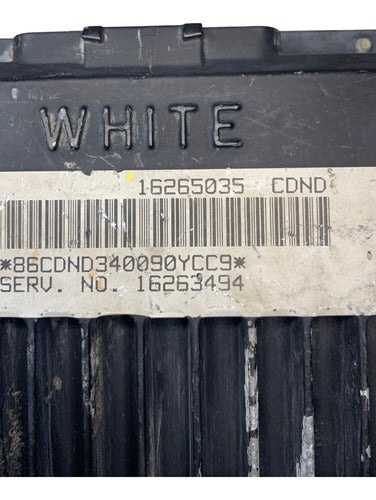 WHITE
16265035 CDND
*86CDND340090YCC9*
SERV. NO. 16263494